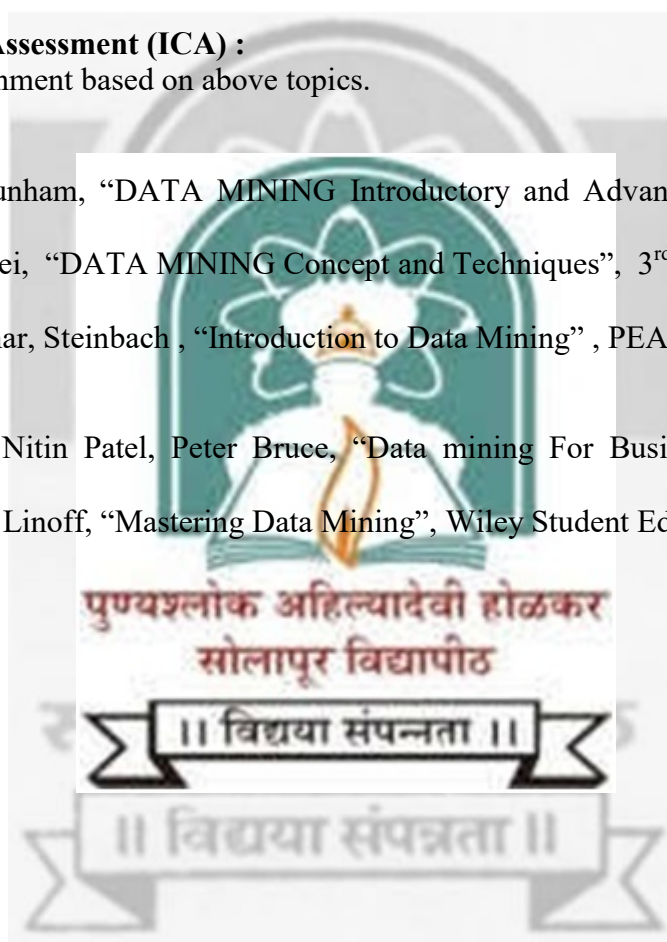 Assessment (ICA) :
nment based on above topics.
unham, “DATA MINING Introductory and Advan
ei, “DATA MINING Concept and Techniques”, 3rd
nar, Steinbach , “Introduction to Data Mining” , PEA
Nitin Patel, Peter Bruce, “Data mining For Busi
Linoff, “Mastering Data Mining”, Wiley Student Ed
पुण्यश्लोक अहिल्यादेवी होळकर
सोलापूर विद्यापीठ
।। विद्यया संपन्नता ।।
॥ विद्यया संपन्नता ॥